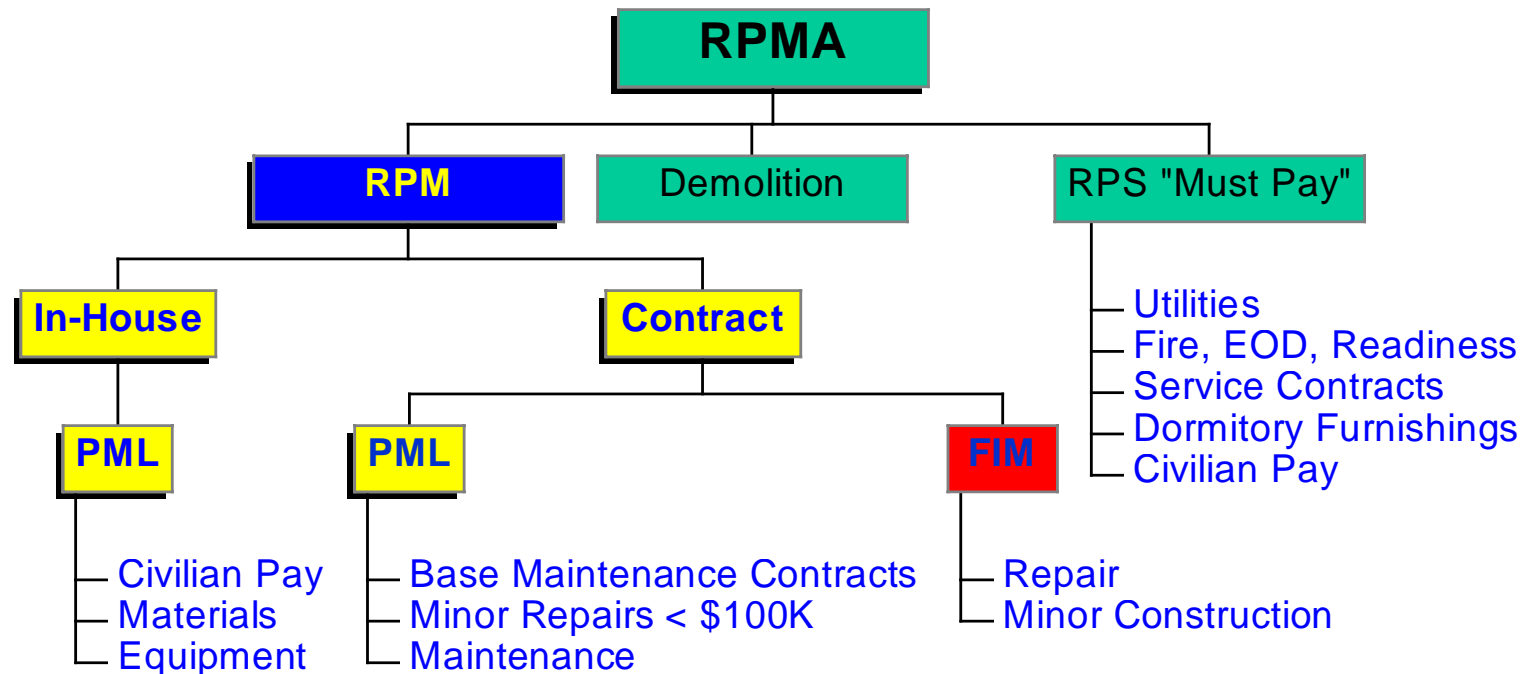 RPMA
RPM
Demolition
RPS "Must Pay"
In-House
Contract
Utilities
Fire, EOD, Readiness
Service Contracts
Dormitory Furnishings
Civilian Pay
PML
PML
FIM
Civilian Pay
Materials
Equipment
Base Maintenance Contracts
Minor Repairs < $100K
Maintenance
Repair
Minor Construction